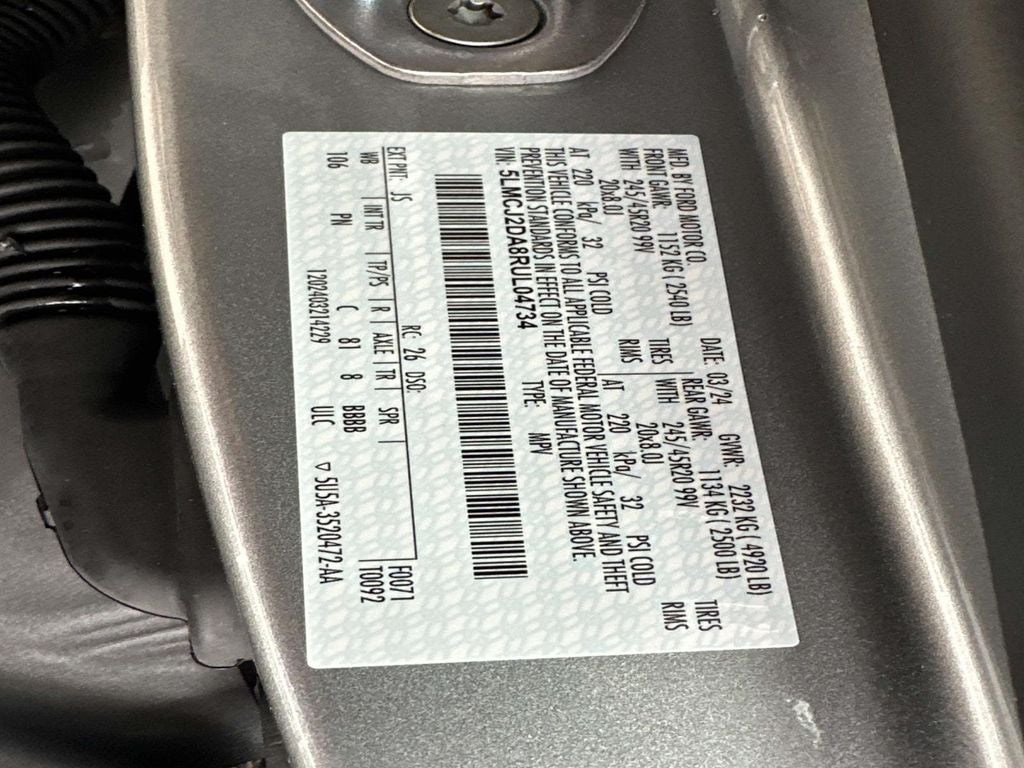 MFD. BY FORD MOTOR CO. DATE: 03/24 GVWR: 2232 KG ( 4920 LB)
FRONT GAWR: 1152 KG ( 2540 LB) REAR GAWR: 1134 KG ( 2500 LB)
WITH 245/45R20 99V TIRES WITH 245/45R20 99V TIRES
20x8.0J RIMS 20x8.0J RIMS
AT 220 kPa/ 32 PSI COLD AT 220 kPa/ 32 PSI COLD
THIS VEHICLE CONFORMS TO ALL APPLICABLE FEDERAL MOTOR VEHICLE SAFETY AND THEFT
PREVENTION STANDARDS IN EFFECT ON THE DATE OF MANUFACTURE SHOWN ABOVE.
VIN: 5LMCJ2DA8RUL04734 TYPE: MPV
F0071
T0092
EXT PNT: JS RC: 26 DSO:
WB | INTR | TP/PS | R | AXLE | TR | SPR |
106 PN C 81 8 BBBB
1202403214229 ULC ▽ 5U5A-3520472-AA